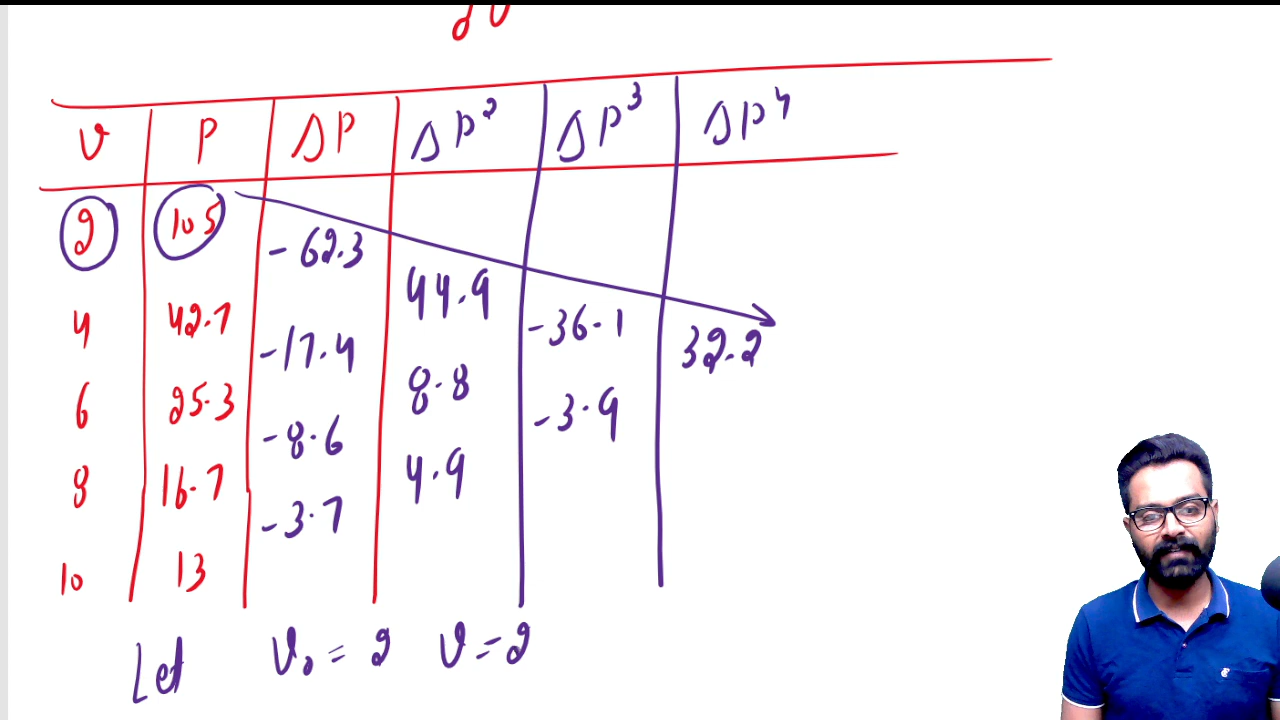 v P ΔP ΔP² ΔP³ ΔP⁴
2 105
-62.3
44.9
4 42.7 -36.1
-17.4 32.2
8.8
6 25.3 -3.9
-8.6
4.9
8 16.7
-3.7
10 13
Let v₀ = 2 v = 2